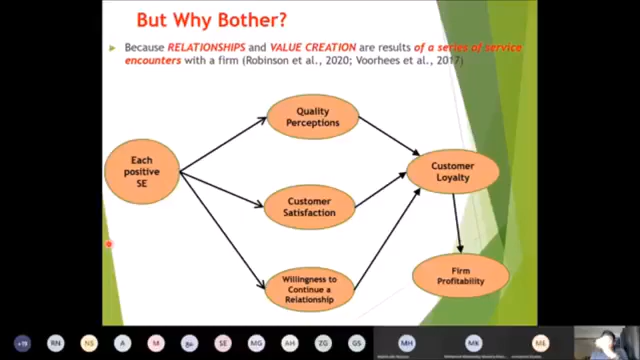 But Why Bother?
Because RELATIONSHIPS and VALUE CREATION are results of a series of service
encounters with a firm (Robinson et al., 2020; Voorhees et al., 2017)
Quality
Perceptions
Each
positive
SE
Customer
Loyalty
Customer
Satisfaction
Firm
Profitability
Willingness to
Continue a
Relationship
RN
NS
A
M
SE
MG
AH
ZG
GS
MH
MK
ME